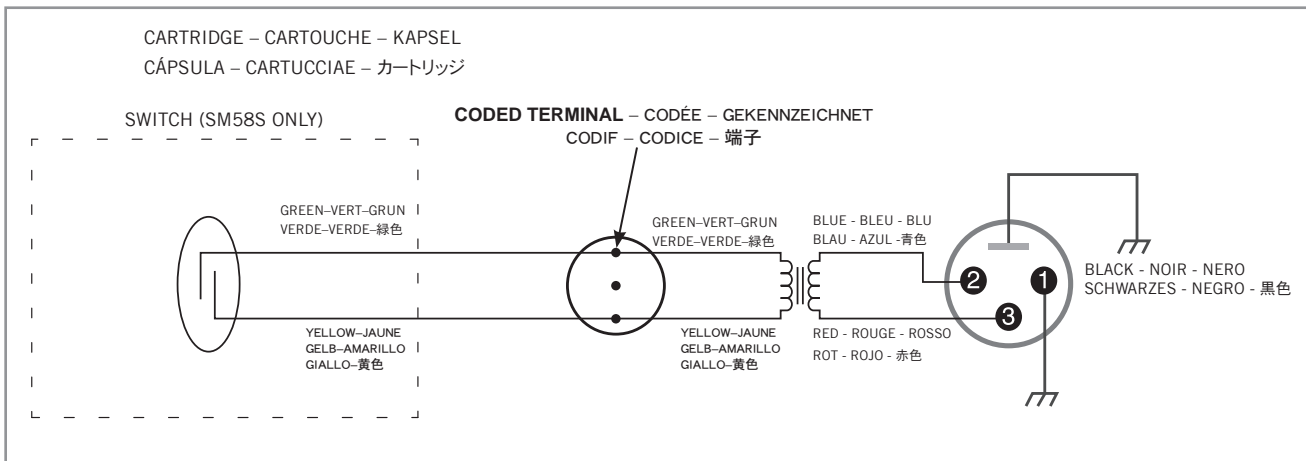 CARTRIDGE – CARTOUCHE – KAPSEL
CÁPSULA – CARTUCCIAE – カートリッジ
SWITCH (SM58S ONLY)
CODED TERMINAL – CODÉE – GEKENNZEICHNET
CODIF – CODICE – 端子
GREEN–VERT–GRUN
VERDE–VERDE–緑色
GREEN–VERT–GRUN
VERDE–VERDE–緑色
BLUE - BLEU - BLU
BLAU - AZUL -青色
2
1
3
BLACK - NOIR - NERO
SCHWARZES - NEGRO - 黒色
YELLOW–JAUNE
GELB–AMARILLO
GIALLO–黄色
YELLOW–JAUNE
GELB–AMARILLO
GIALLO–黄色
RED - ROUGE - ROSSO
ROT - ROJO - 赤色